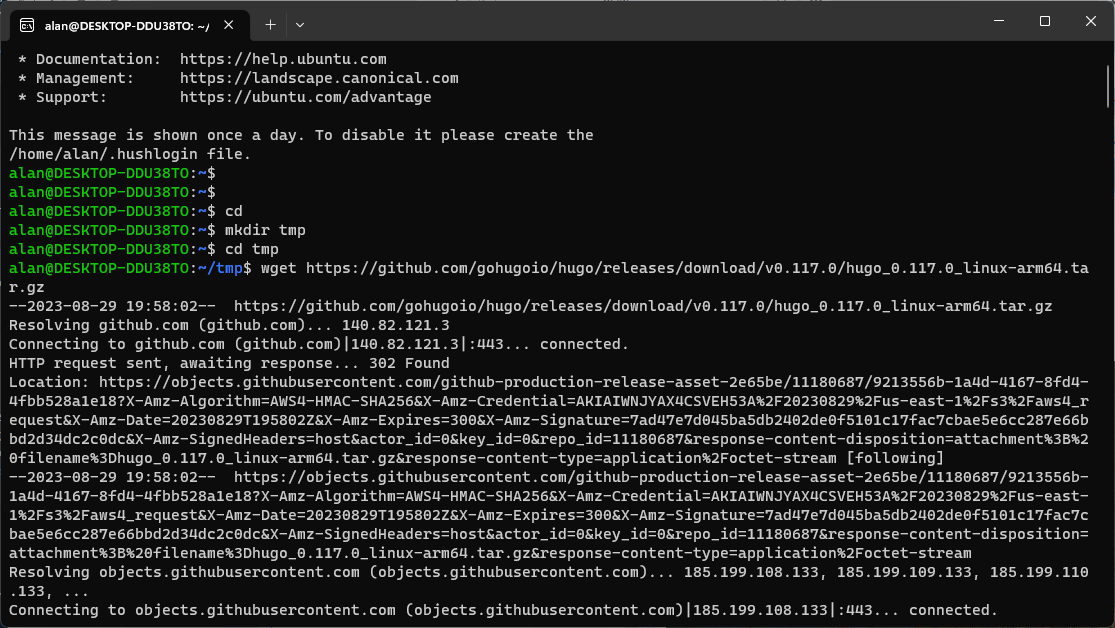 alan@DESKTOP-DDU38TO: ~/
* Documentation:  https://help.ubuntu.com
* Management:     https://landscape.canonical.com
* Support:        https://ubuntu.com/advantage
This message is shown once a day. To disable it please create the
/home/alan/.hushlogin file.
alan@DESKTOP-DDU38TO:~$
alan@DESKTOP-DDU38TO:~$
alan@DESKTOP-DDU38TO:~$ cd
alan@DESKTOP-DDU38TO:~$ mkdir tmp
alan@DESKTOP-DDU38TO:~$ cd tmp
alan@DESKTOP-DDU38TO:~/tmp$ wget https://github.com/gohugoio/hugo/releases/download/v0.117.0/hugo_0.117.0_linux-arm64.ta
r.gz
--2023-08-29 19:58:02--  https://github.com/gohugoio/hugo/releases/download/v0.117.0/hugo_0.117.0_linux-arm64.tar.gz
Resolving github.com (github.com)... 140.82.121.3
Connecting to github.com (github.com)|140.82.121.3|:443... connected.
HTTP request sent, awaiting response... 302 Found
Location: https://objects.githubusercontent.com/github-production-release-asset-2e65be/11180687/9213556b-1a4d-4167-8fd4-
4fbb528a1e18?X-Amz-Algorithm=AWS4-HMAC-SHA256&X-Amz-Credential=AKIAIWNJYAX4CSVEH53A%2F20230829%2Fus-east-1%2Fs3%2Faws4_r
equest&X-Amz-Date=20230829T195802Z&X-Amz-Expires=300&X-Amz-Signature=7ad47e7d045ba5db2402de0f5101c17fac7cbae5e6cc287e66b
bd2d34dc2c0dc&X-Amz-SignedHeaders=host&actor_id=0&key_id=0&repo_id=11180687&response-content-disposition=attachment%3B%2
0filename%3Dhugo_0.117.0_linux-arm64.tar.gz&response-content-type=application%2Foctet-stream [following]
--2023-08-29 19:58:02--  https://objects.githubusercontent.com/github-production-release-asset-2e65be/11180687/9213556b-
1a4d-4167-8fd4-4fbb528a1e18?X-Amz-Algorithm=AWS4-HMAC-SHA256&X-Amz-Credential=AKIAIWNJYAX4CSVEH53A%2F20230829%2Fus-east-
1%2Fs3%2Faws4_request&X-Amz-Date=20230829T195802Z&X-Amz-Expires=300&X-Amz-Signature=7ad47e7d045ba5db2402de0f5101c17fac7c
bae5e6cc287e66bbd2d34dc2c0dc&X-Amz-SignedHeaders=host&actor_id=0&key_id=0&repo_id=11180687&response-content-disposition=
attachment%3B%20filename%3Dhugo_0.117.0_linux-arm64.tar.gz&response-content-type=application%2Foctet-stream
Resolving objects.githubusercontent.com (objects.githubusercontent.com)... 185.199.108.133, 185.199.109.133, 185.199.110
.133, ...
Connecting to objects.githubusercontent.com (objects.githubusercontent.com)|185.199.108.133|:443... connected.